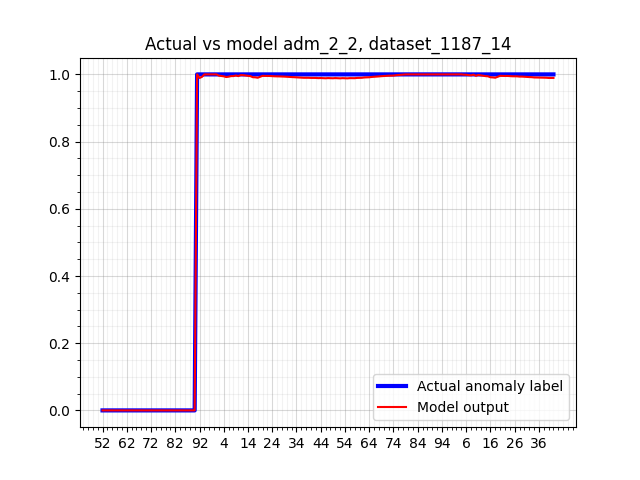 Actual vs model adm_2_2, dataset_1187_14
1.0
0.8
0.6
0.4
0.2
0.0
Actual anomaly label
Model output
52 62 72 82 92 4 14 24 34 44 54 64 74 84 94 6 16 26 36